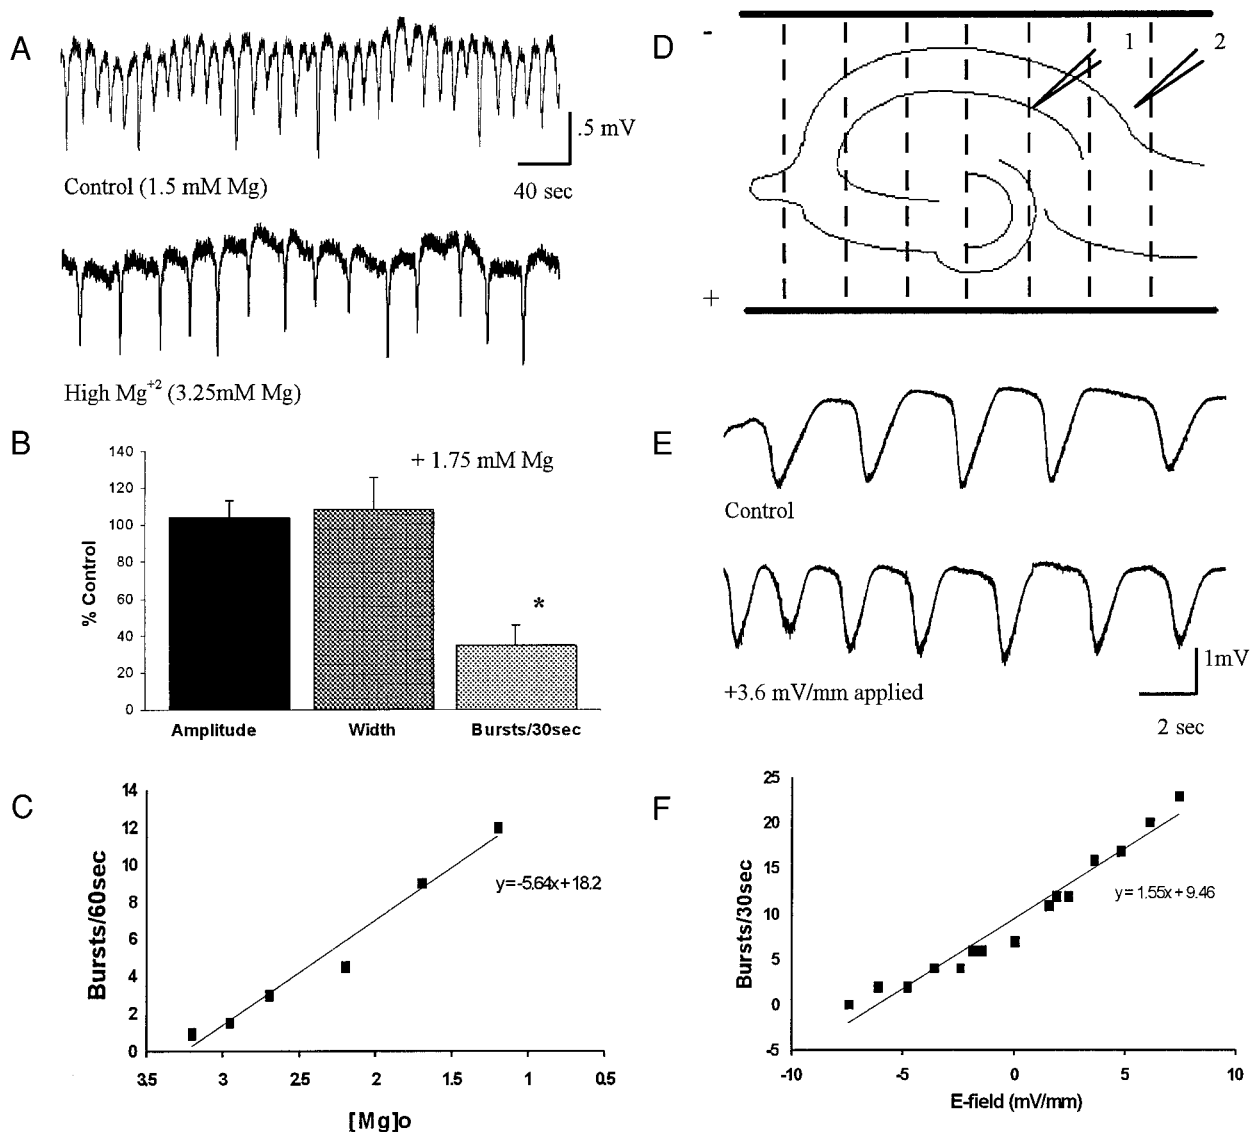 A
.5 mV
Control (1.5 mM Mg)
40 sec
High Mg+2 (3.25mM Mg)
B
+ 1.75 mM Mg
140
120
100
80
60
40
20
0
% Control
*
Amplitude
Width
Bursts/30sec
C
14
12
10
8
6
4
2
0
Bursts/60sec
y=-5.64x+18.2
3.5
3
2.5
2
1.5
1
0.5
[Mg]o
D
-
1
2
+
E
Control
1mV
+3.6 mV/mm applied
2 sec
F
25
20
15
10
5
0
-5
Bursts/30sec
y=1.55x+9.46
-10
-5
0
5
10
E-field (mV/mm)